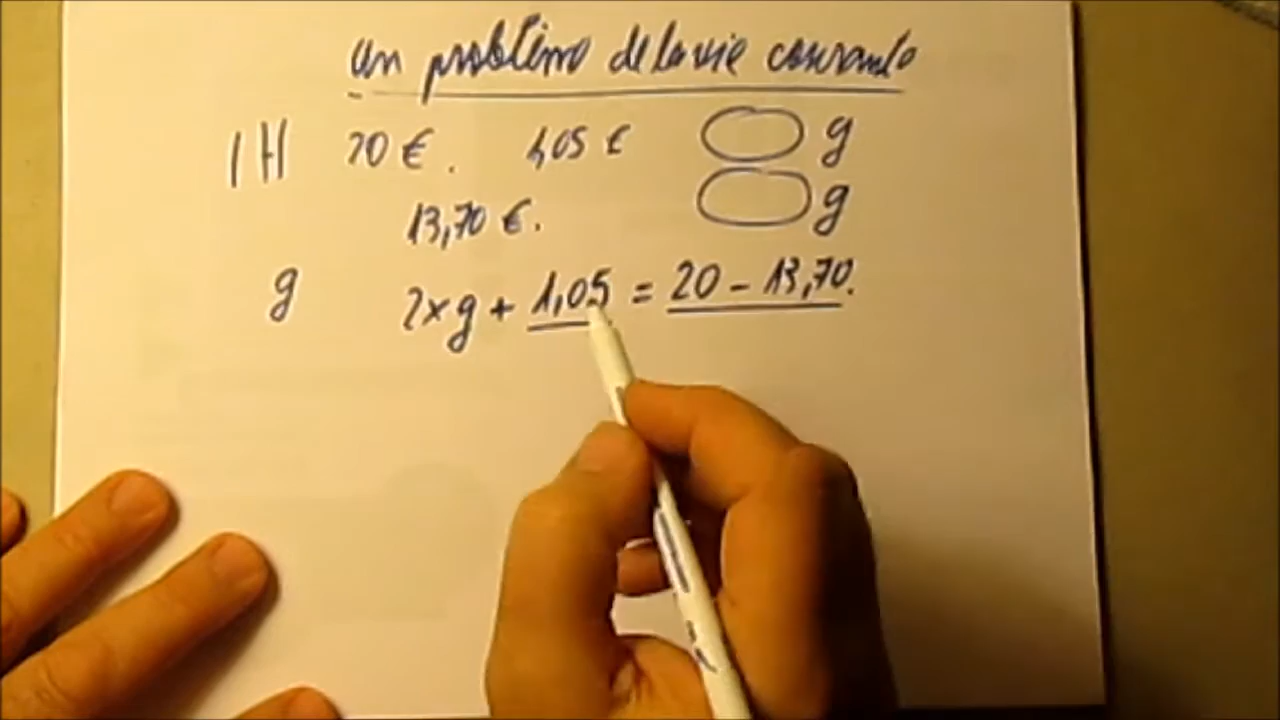 un problème de la vie courante
1H 20 €. 1,05 € g
13,70 €. g
g 2 x g + 1,05 = 20 - 13,70.